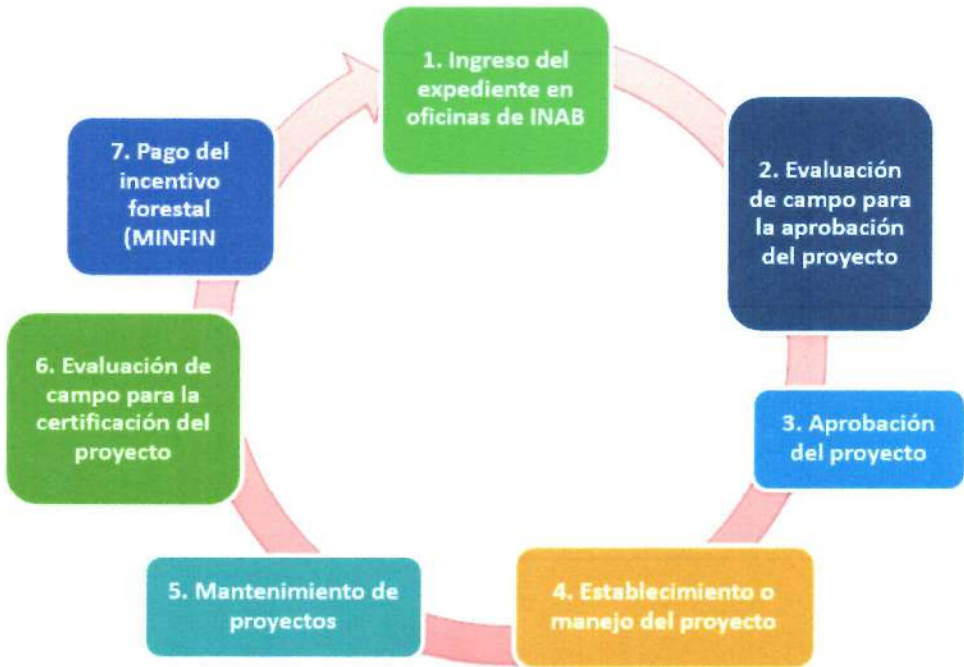 1. Ingreso del
expediente en
oficinas de INAB
2. Evaluación
de campo para
la aprobación
del proyecto
3. Aprobación
del proyecto
4. Establecimiento o
manejo del proyecto
5. Mantenimiento de
proyectos
6. Evaluación de
campo para la
certificación del
proyecto
7. Pago del
incentivo
forestal
(MINFIN